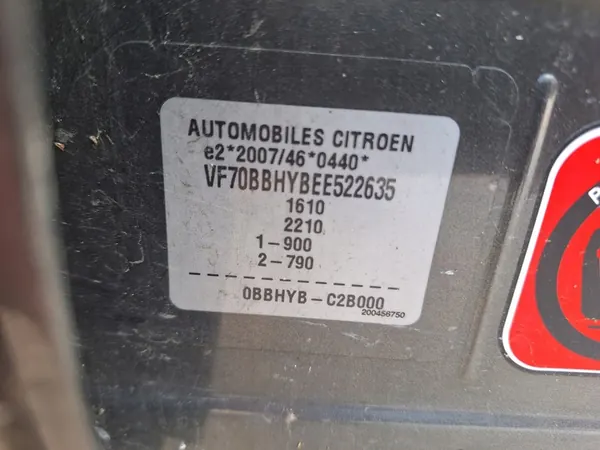 AUTOMOBILES CITROEN
e2*2007/46*0440*
VF70BBHYBEE522635
1610
2210
1-900
2-790
0BBHYB-C2B000
200456750
P